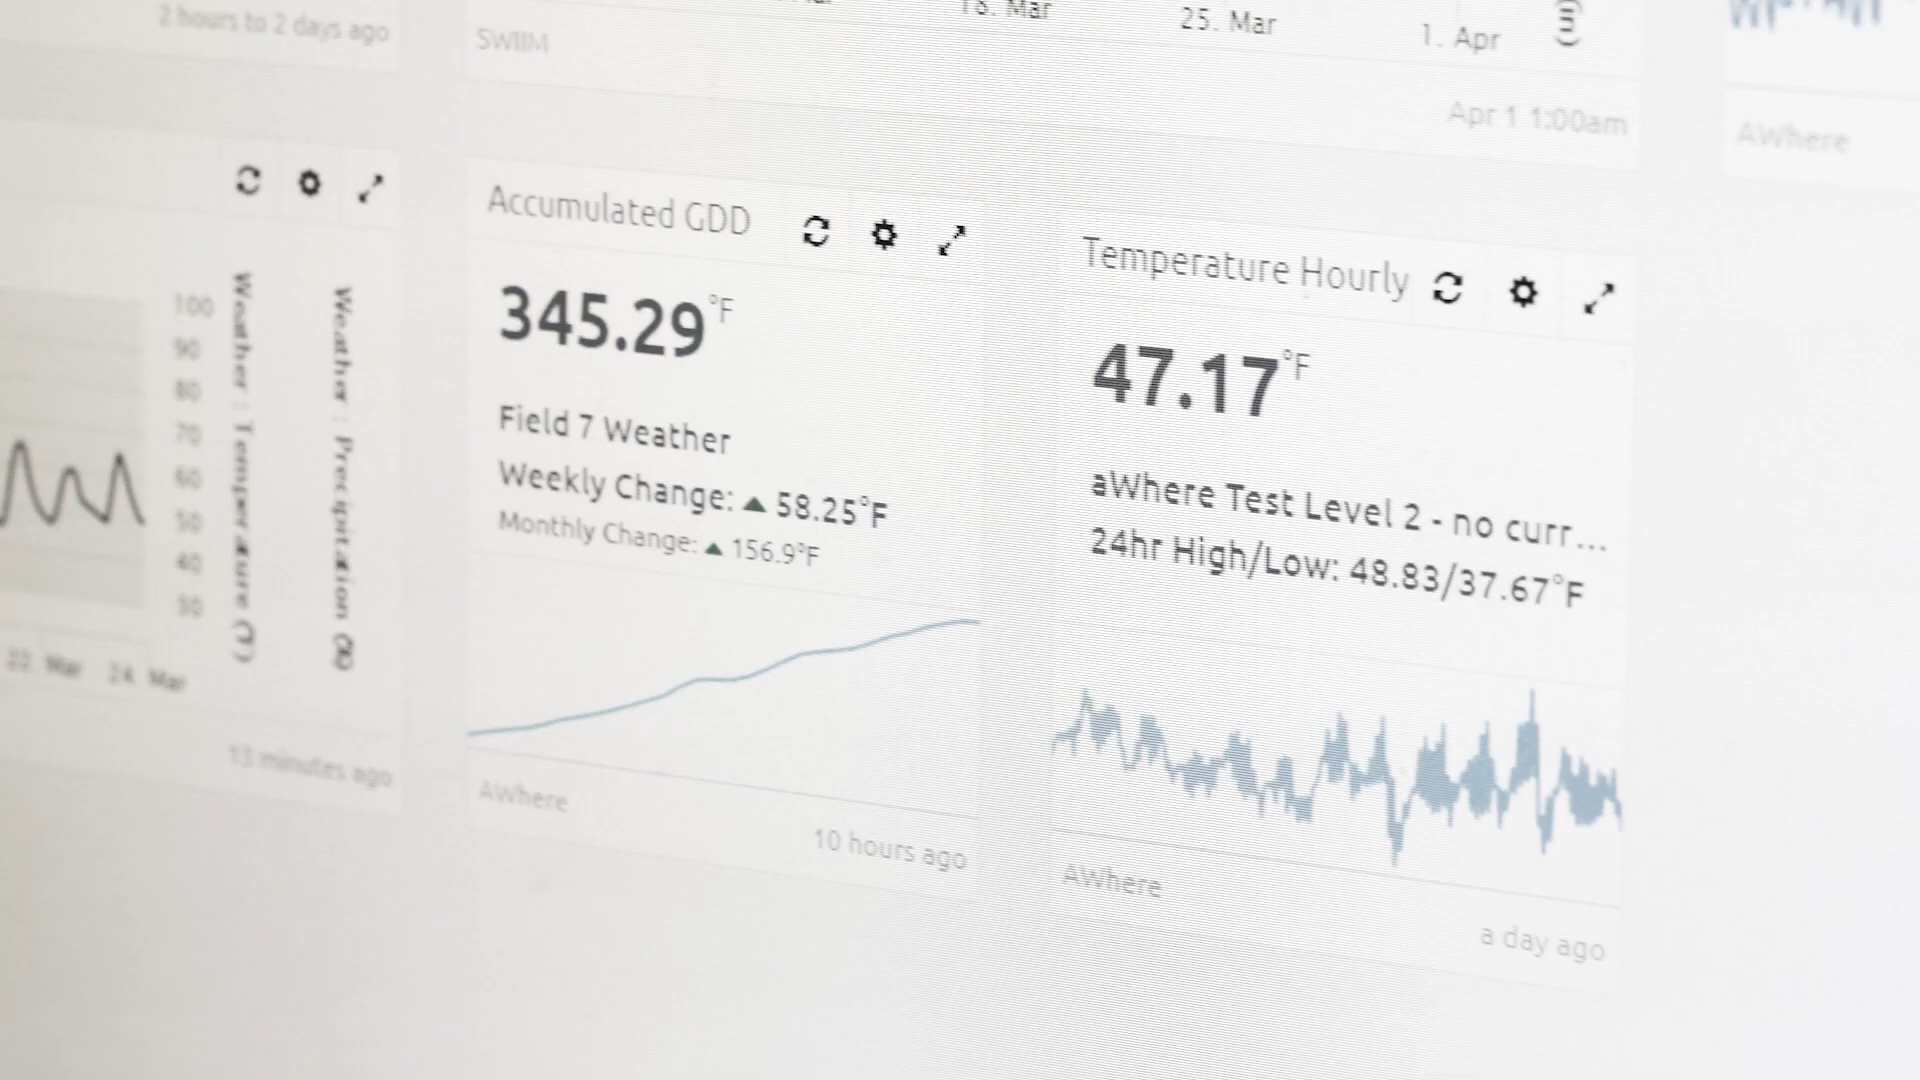 2 hours to 2 days ago
SWIIM
18. Mar
25. Mar
1. Apr
Apr 1 1:00am
AWhere
100
90
80
70
60
50
40
30
Weather : Temperature
Weather : Precipitation
22. Mar
24. Mar
13 minutes ago
Accumulated GDD
345.29°F
Field 7 Weather
Weekly Change: ▲ 58.25°F
Monthly Change: ▲ 156.9°F
AWhere
10 hours ago
Temperature Hourly
47.17°F
aWhere Test Level 2 - no curr...
24hr High/Low: 48.83/37.67°F
AWhere
a day ago